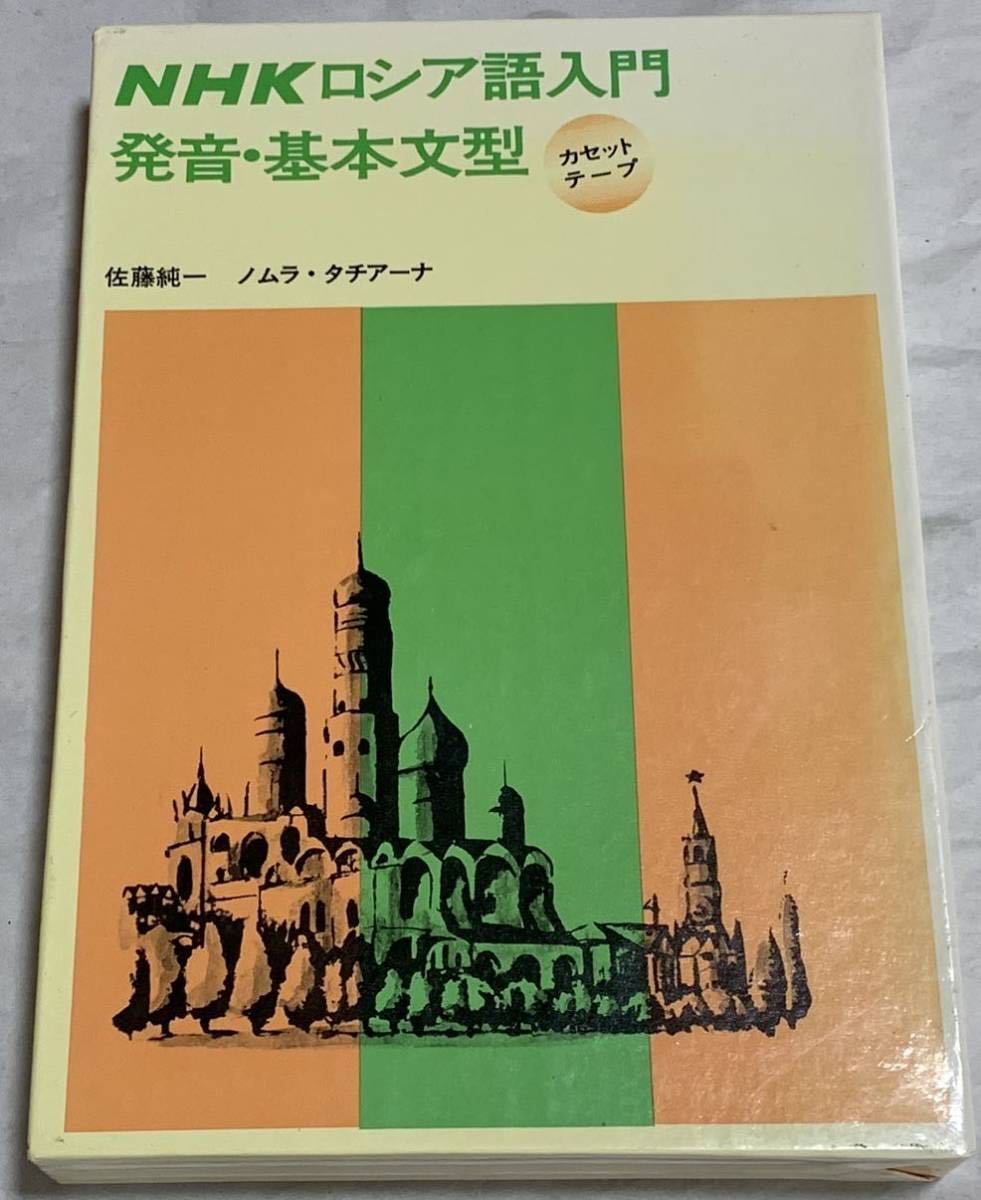 NHKロシア語入門
発音・基本文型
カセット
テープ
佐藤純一 ノムラ・タチアーナ